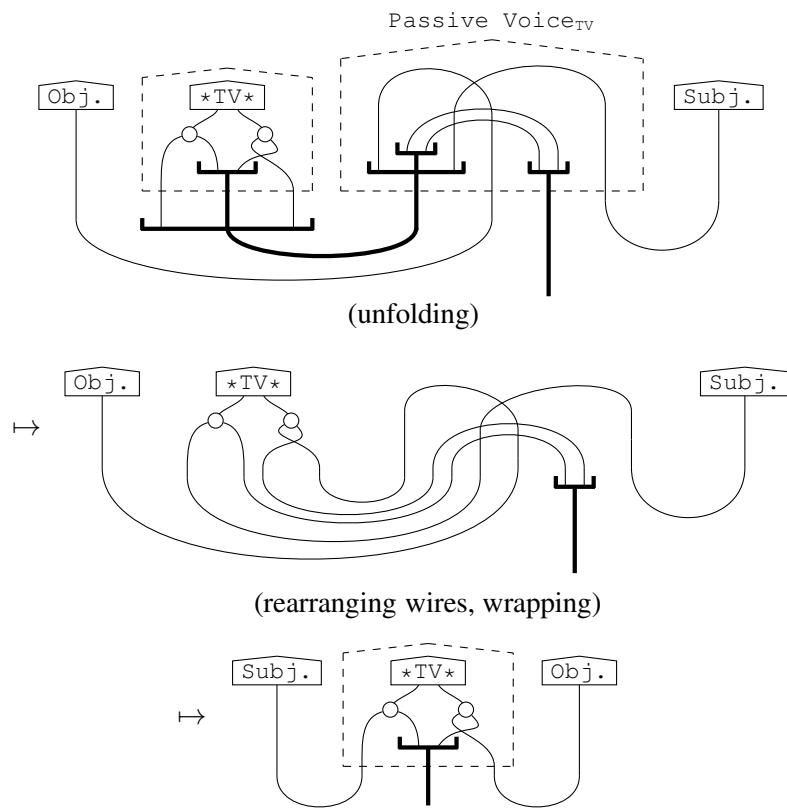 Passive Voice_TV
Obj. *TV* Subj.
(unfolding)
↦ Obj. *TV* Subj.
(rearranging wires, wrapping)
↦ Subj. *TV* Obj.